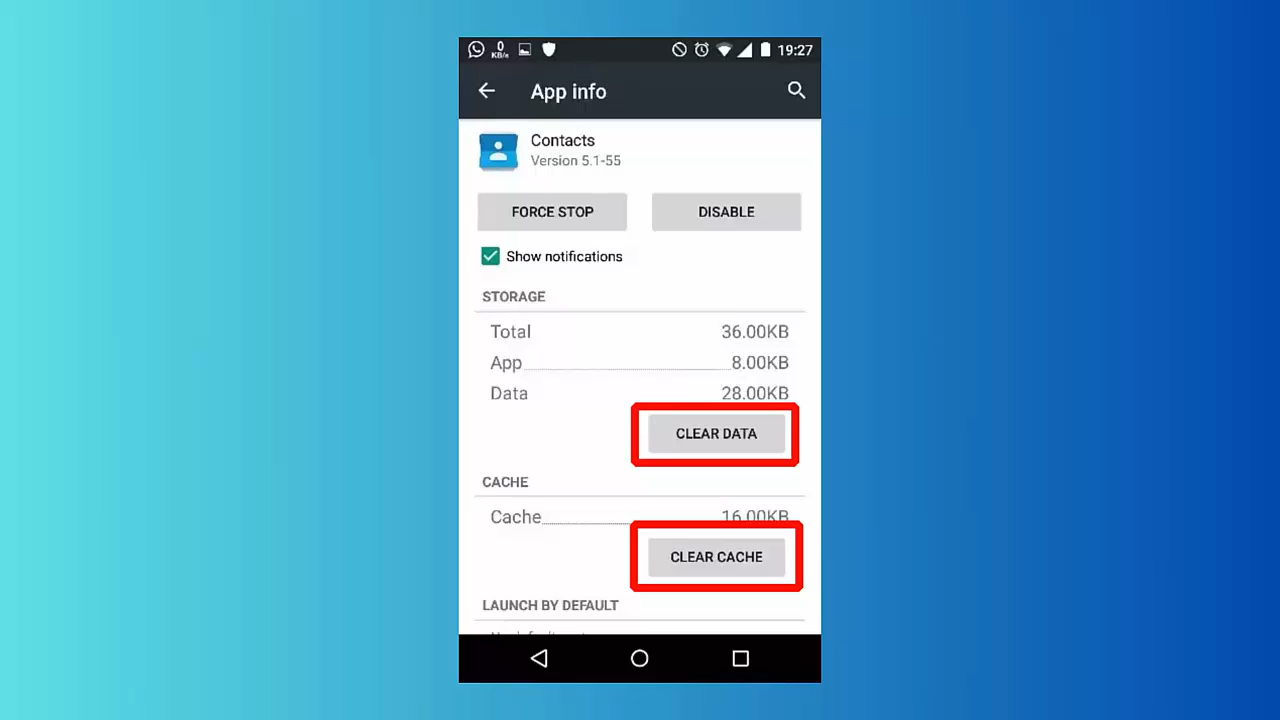 0
KB/s
19:27
App info
Contacts
Version 5.1-55
FORCE STOP
DISABLE
Show notifications
STORAGE
Total 36.00KB
App 8.00KB
Data 28.00KB
CLEAR DATA
CACHE
Cache 16.00KB
CLEAR CACHE
LAUNCH BY DEFAULT